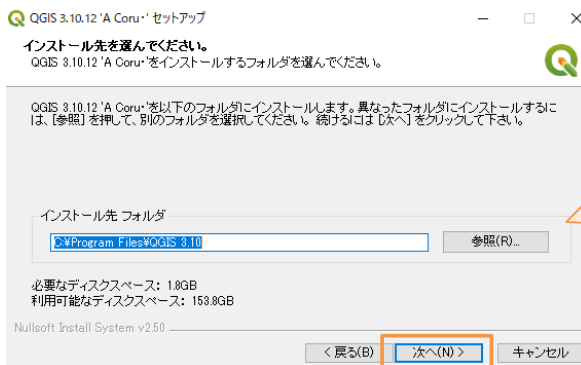 QGIS 3.10.12 'A Coru・' セットアップ
インストール先を選んでください。
QGIS 3.10.12 'A Coru・'をインストールするフォルダを選んでください。
QGIS 3.10.12 'A Coru・'を以下のフォルダにインストールします。異なったフォルダにインストールするに
は、[参照] を押して、別のフォルダを選択してください。続けるには [次へ] をクリックして下さい。
インストール先 フォルダ
C:¥Program Files¥QGIS 3.10
参照(R)...
必要なディスクスペース: 1.8GB
利用可能なディスクスペース: 153.8GB
Nullsoft Install System v2.50
< 戻る(B)
次へ(N) >
キャンセル